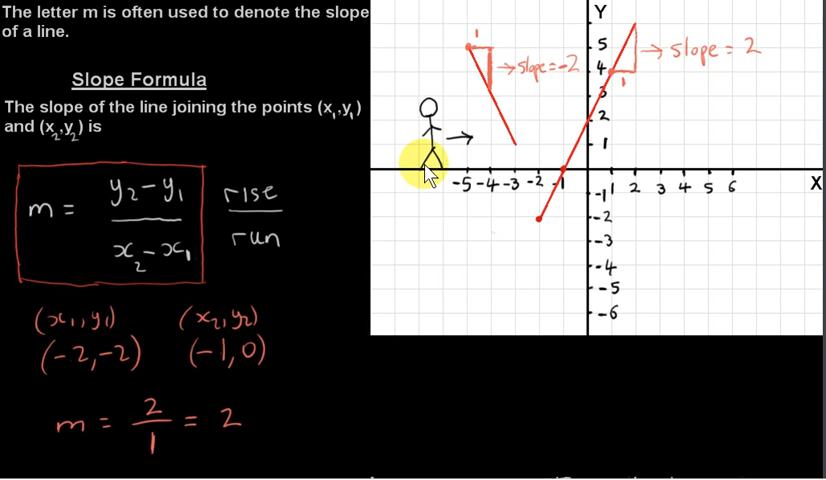 The letter m is often used to denote the slope
of a line.
Slope Formula
The slope of the line joining the points (x₁,y₁)
and (x₂,y₂) is
m = y₂-y₁
x₂-x₁
rise
run
(x₁,y₁) (x₂,y₂)
(-2,-2) (-1,0)
m = 2/1 = 2
Y
1
→ slope=-2
→ slope = 2
1
5
4
3
2
1
-5 -4 -3 -2 -1 1 2 3 4 5 6 X
-1
-2
-3
-4
-5
-6